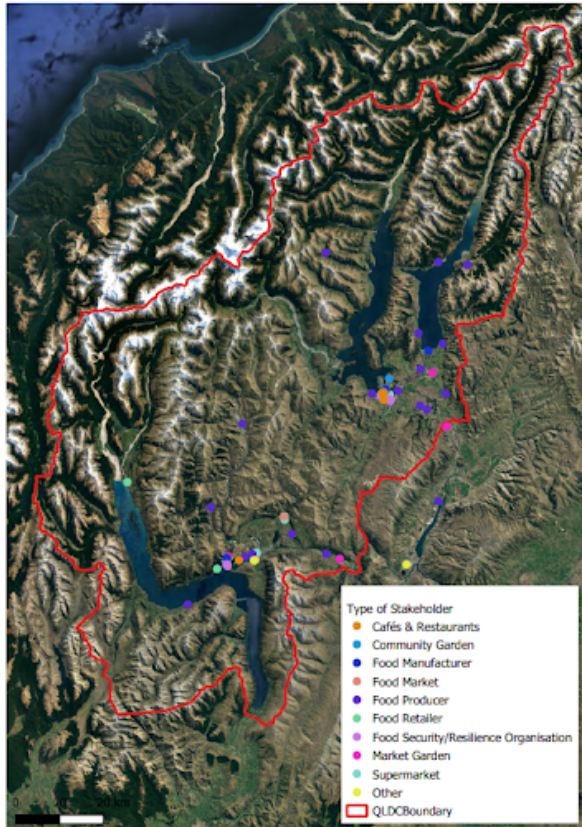 Type of Stakeholder
Cafés & Restaurants
Community Garden
Food Manufacturer
Food Market
Food Producer
Food Retailer
Food Security/Resilience Organisation
Market Garden
Supermarket
Other
QLDCBoundary
0 20 km